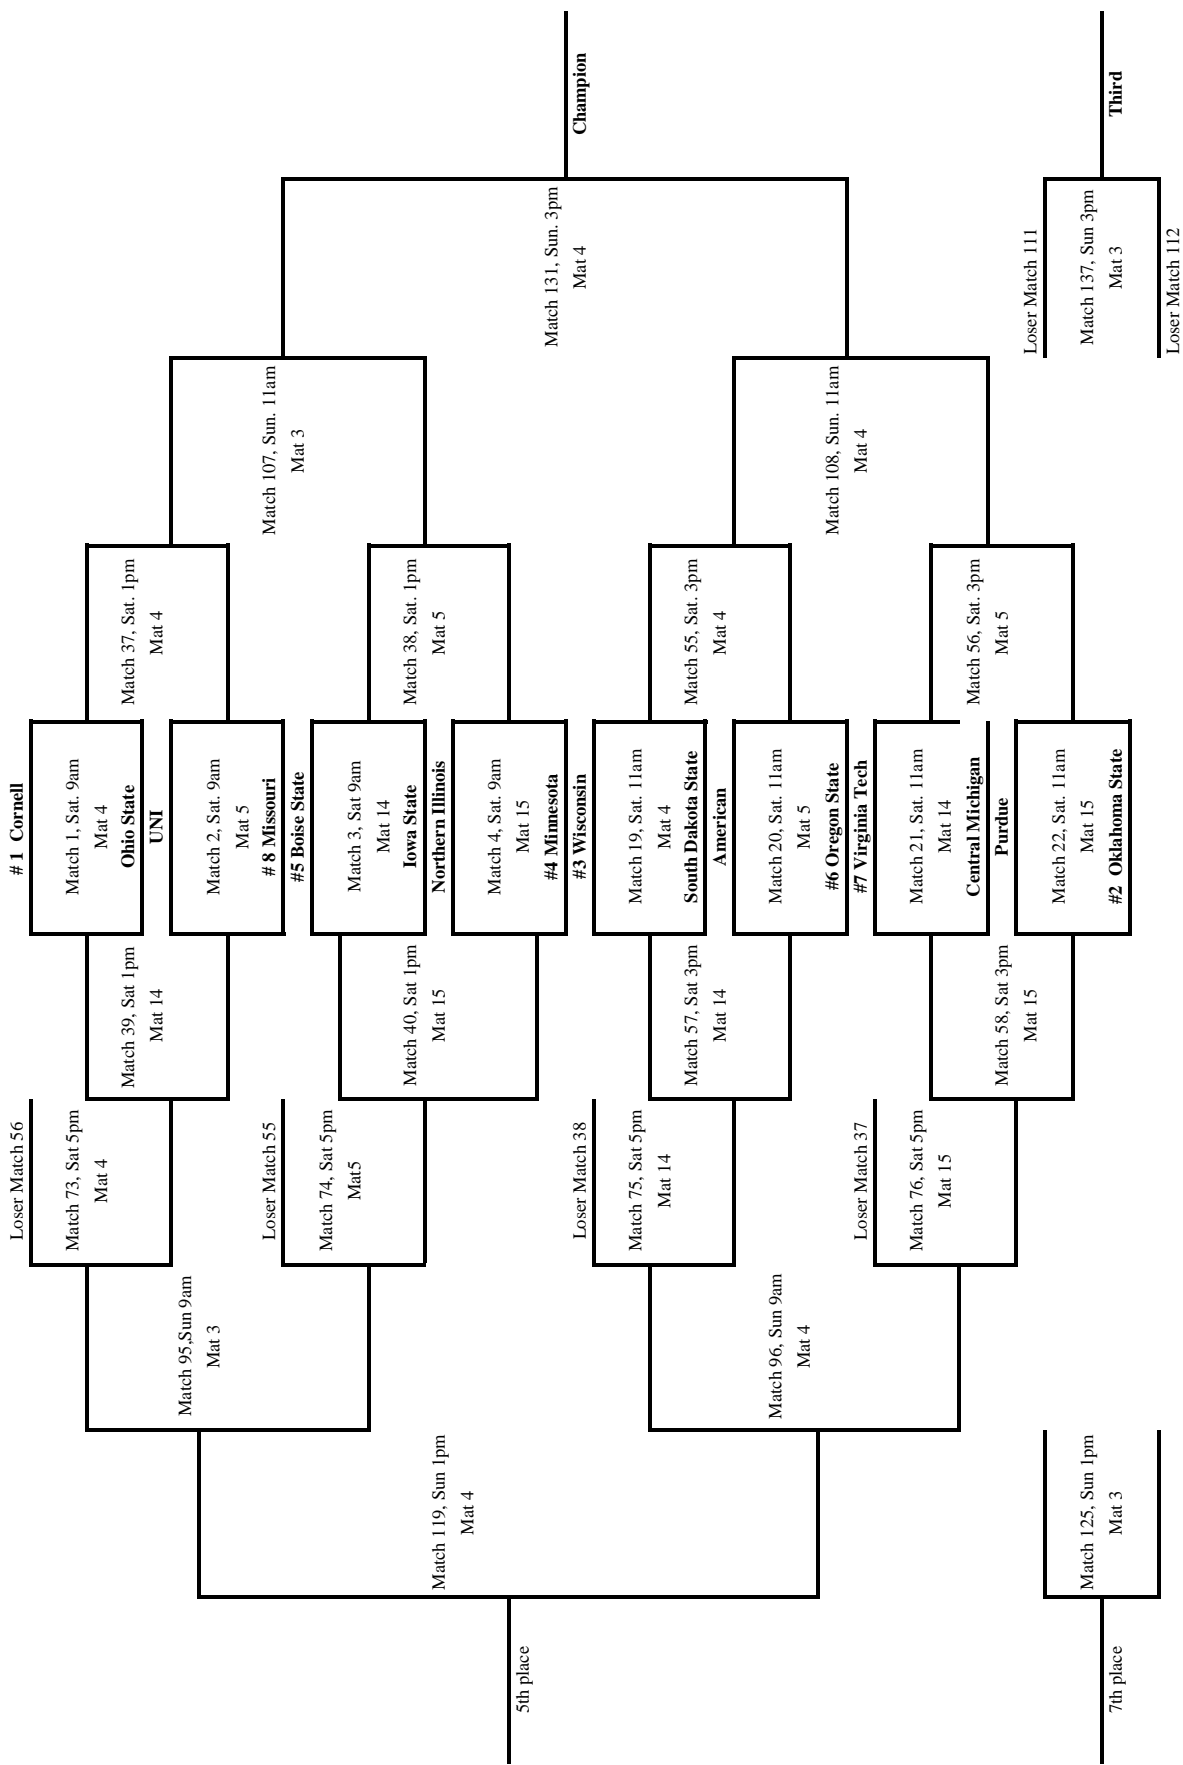 # 1  Cornell
Match 1, Sat. 9am
Mat 4
Ohio State
UNI
Match 2, Sat. 9am
Mat 5
# 8 Missouri
#5 Boise State
Match 3, Sat 9am
Mat 14
Iowa State
Northern Illinois
Match 4, Sat. 9am
Mat 15
#4 Minnesota
#3 Wisconsin
Match 19, Sat. 11am
Mat 4
South Dakota State
American
Match 20, Sat. 11am
Mat 5
#6 Oregon State
#7 Virginia Tech
Match 21, Sat. 11am
Mat 14
Central Michigan
Purdue
Match 22, Sat. 11am
Mat 15
#2  Oklahoma State
Match 37, Sat. 1pm
Mat 4
Match 38, Sat. 1pm
Mat 5
Match 55, Sat. 3pm
Mat 4
Match 56, Sat. 3pm
Mat 5
Match 107, Sun. 11am
Mat 3
Match 108, Sun. 11am
Mat 4
Match 131, Sun. 3pm
Mat 4
Champion
Loser Match 111
Match 137, Sun 3pm
Mat 3
Loser Match 112
Third
Match 39, Sat 1pm
Mat 14
Match 40, Sat 1pm
Mat 15
Match 57, Sat 3pm
Mat 14
Match 58, Sat 3pm
Mat 15
Loser Match 56
Match 73, Sat 5pm
Mat 4
Loser Match 55
Match 74, Sat 5pm
Mat5
Loser Match 38
Match 75, Sat 5pm
Mat 14
Loser Match 37
Match 76, Sat 5pm
Mat 15
Match 95,Sun 9am
Mat 3
Match 96, Sun 9am
Mat 4
Match 119, Sun 1pm
Mat 4
5th place
Match 125, Sun 1pm
Mat 3
7th place